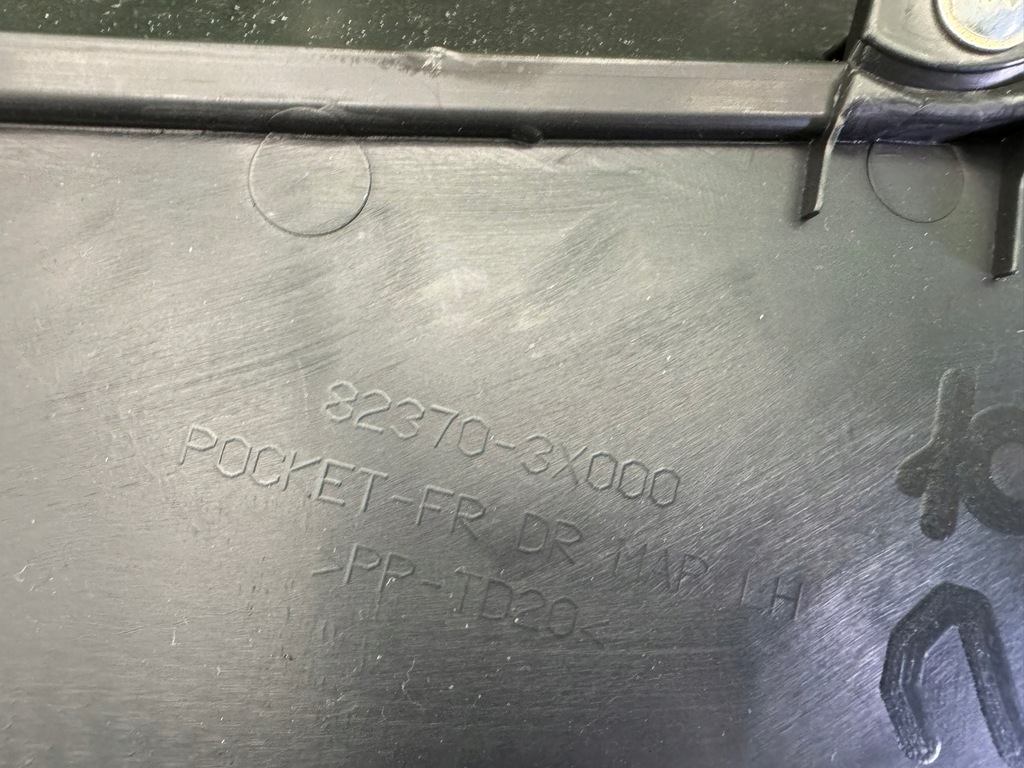 82370-3X000
POCKET-FR DR MAP LH
>PP-TD20<